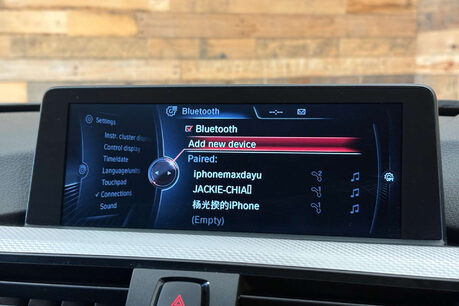 Settings
Instr. cluster displ
Control display
Time/date
Language/units
Touchpad
Connections
Sound
Bluetooth
Bluetooth
Add new device
Paired:
iphonemaxdayu
JACKIE-CHIA
杨光揆的iPhone
(Empty)